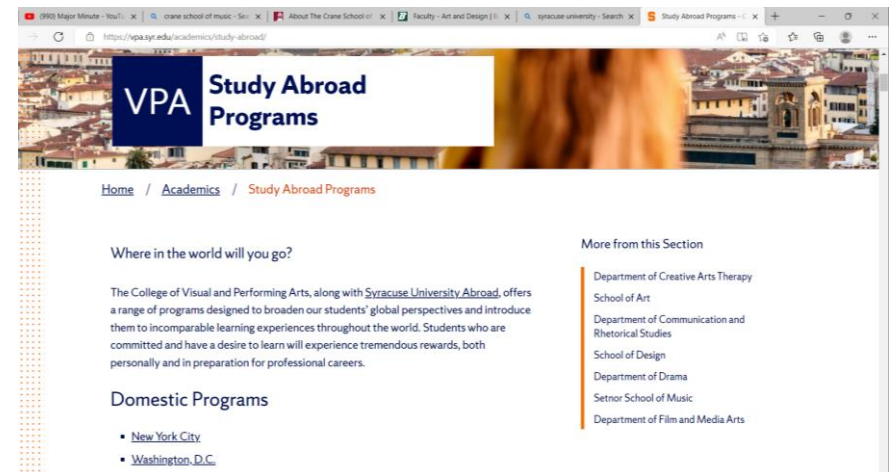 (990) Major Minute - YouTu
crane school of music - Sea
About The Crane School of
Faculty - Art and Design |
syracuse university - Search
Study Abroad Programs - C
https://vpa.syr.edu/academics/study-abroad/
VPA
Study Abroad
Programs
Home / Academics / Study Abroad Programs
Where in the world will you go?
The College of Visual and Performing Arts, along with Syracuse University Abroad, offers
a range of programs designed to broaden our students' global perspectives and introduce
them to incomparable learning experiences throughout the world. Students who are
committed and have a desire to learn will experience tremendous rewards, both
personally and in preparation for professional careers.
Domestic Programs
New York City
Washington, D.C.
More from this Section
Department of Creative Arts Therapy
School of Art
Department of Communication and
Rhetorical Studies
School of Design
Department of Drama
Setnor School of Music
Department of Film and Media Arts